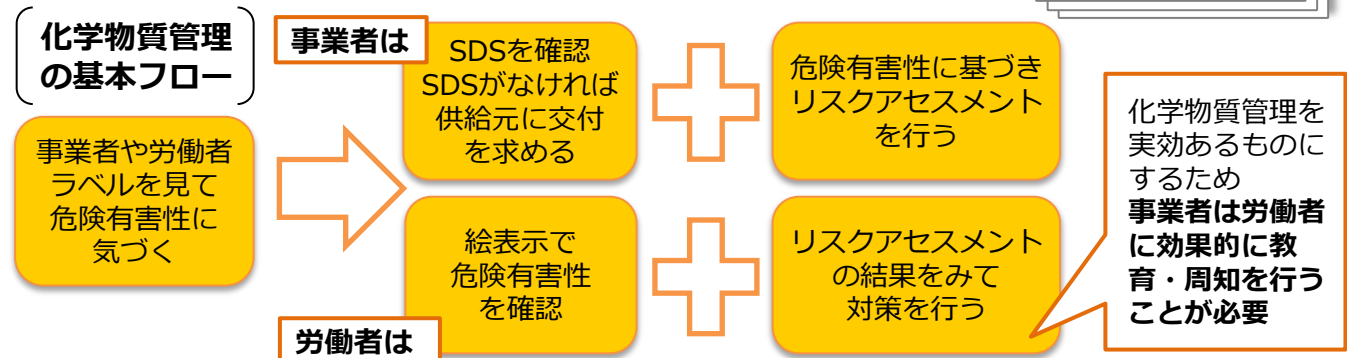 化学物質管理
の基本フロー
事業者や労働者
ラベルを見て
危険有害性に
気づく
事業者は
SDSを確認
SDSがなければ
供給元に交付
を求める
危険有害性に基づき
リスクアセスメント
を行う
労働者は
絵表示で
危険有害性
を確認
リスクアセスメント
の結果をみて
対策を行う
化学物質管理を
実効あるものに
するため
事業者は労働者
に効果的に教
育・周知を行う
ことが必要